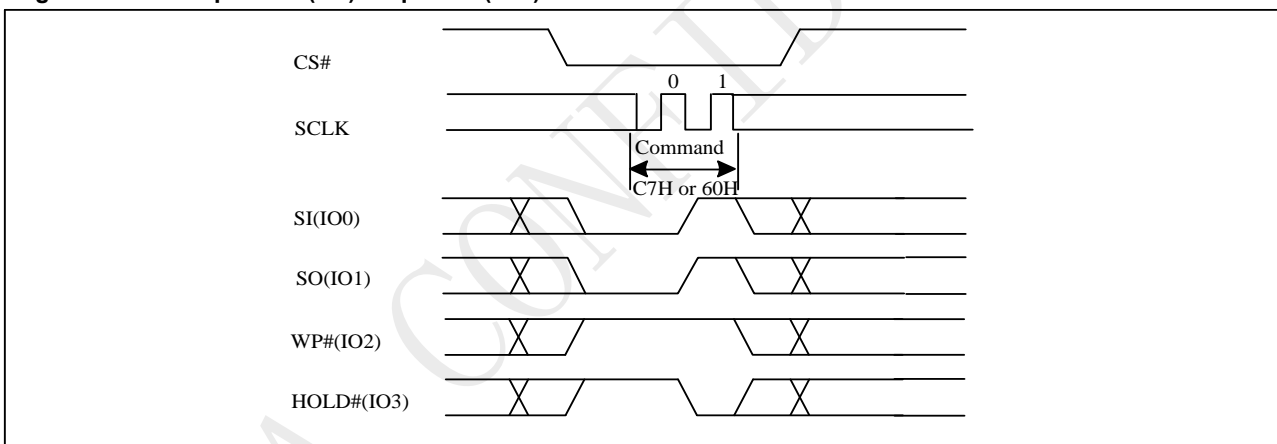 CS#
0 1
SCLK
Command
C7H or 60H
SI(IO0)
SO(IO1)
WP#(IO2)
HOLD#(IO3)